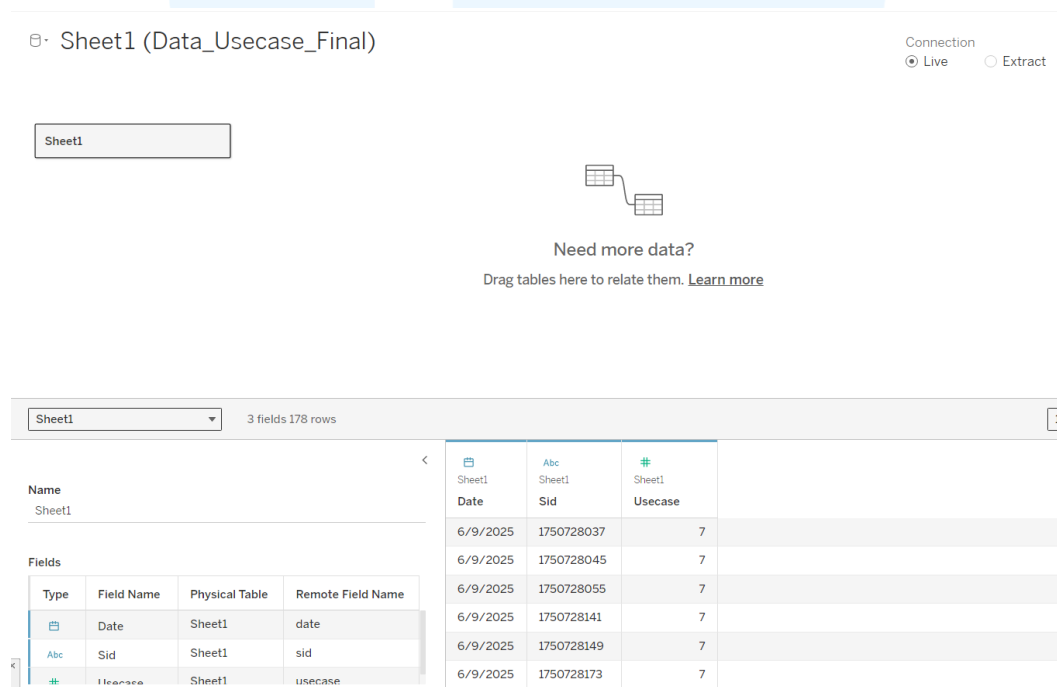 Sheet1 (Data_Usecase_Final)
Connection
Live Extract
Sheet1
Need more data?
Drag tables here to relate them. Learn more
Sheet1 3 fields 178 rows
Name
Sheet1
Fields
Type Field Name Physical Table Remote Field Name
Date Sheet1 date
Abc Sid Sheet1 sid
# Usecase Sheet1 usecase
Abc #
Sheet1 Sheet1 Sheet1
Date Sid Usecase
6/9/2025 1750728037 7
6/9/2025 1750728045 7
6/9/2025 1750728055 7
6/9/2025 1750728141 7
6/9/2025 1750728149 7
6/9/2025 1750728173 7